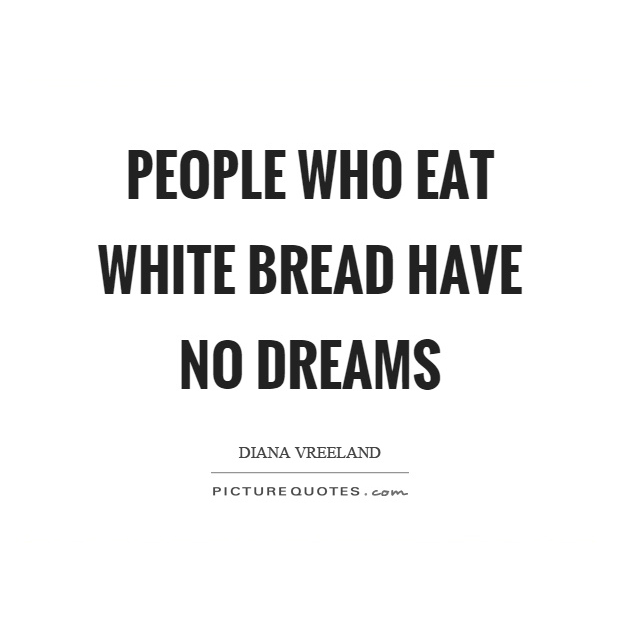 PEOPLE WHO EAT
WHITE BREAD HAVE
NO DREAMS
DIANA VREELAND
PICTUREQUOTES.com